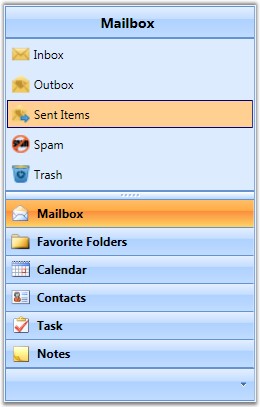 Mailbox
Inbox
Outbox
Sent Items
Spam
Trash
Mailbox
Favorite Folders
Calendar
Contacts
Task
Notes